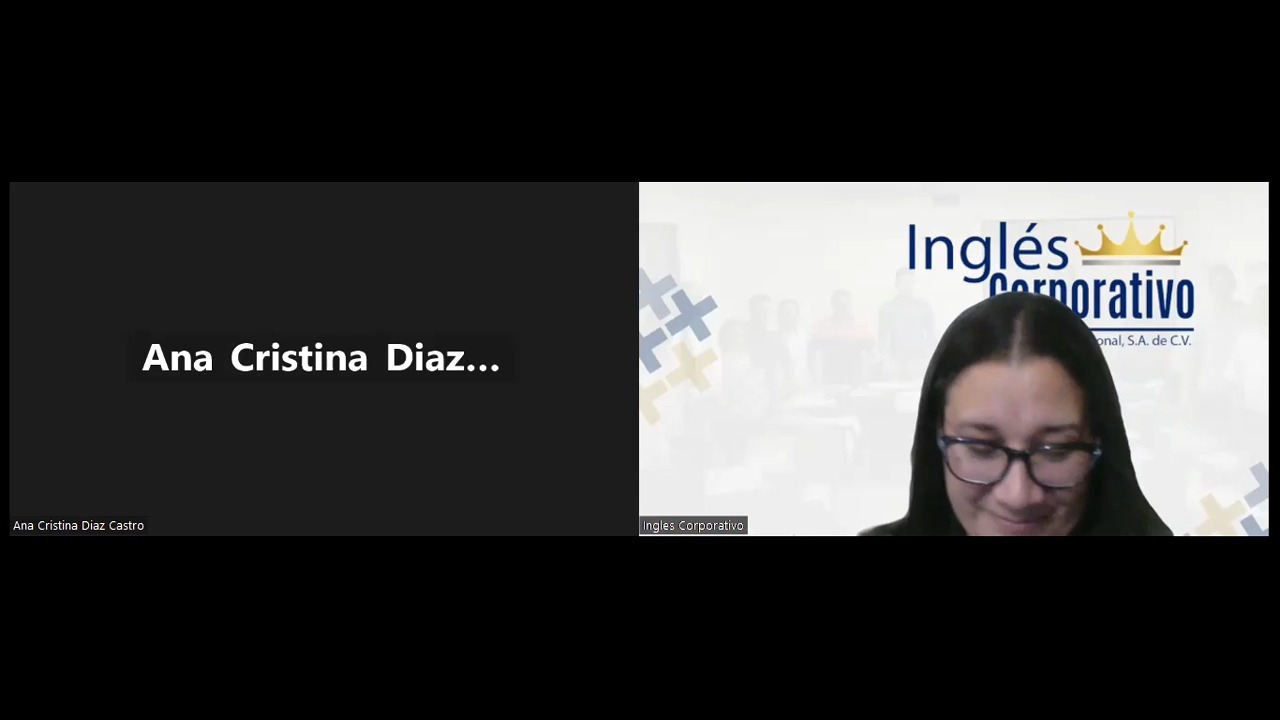 Ana Cristina Diaz...
Ana Cristina Diaz Castro
Inglés
Corporativo
onal, S.A. de C.V.
Ingles Corporativo